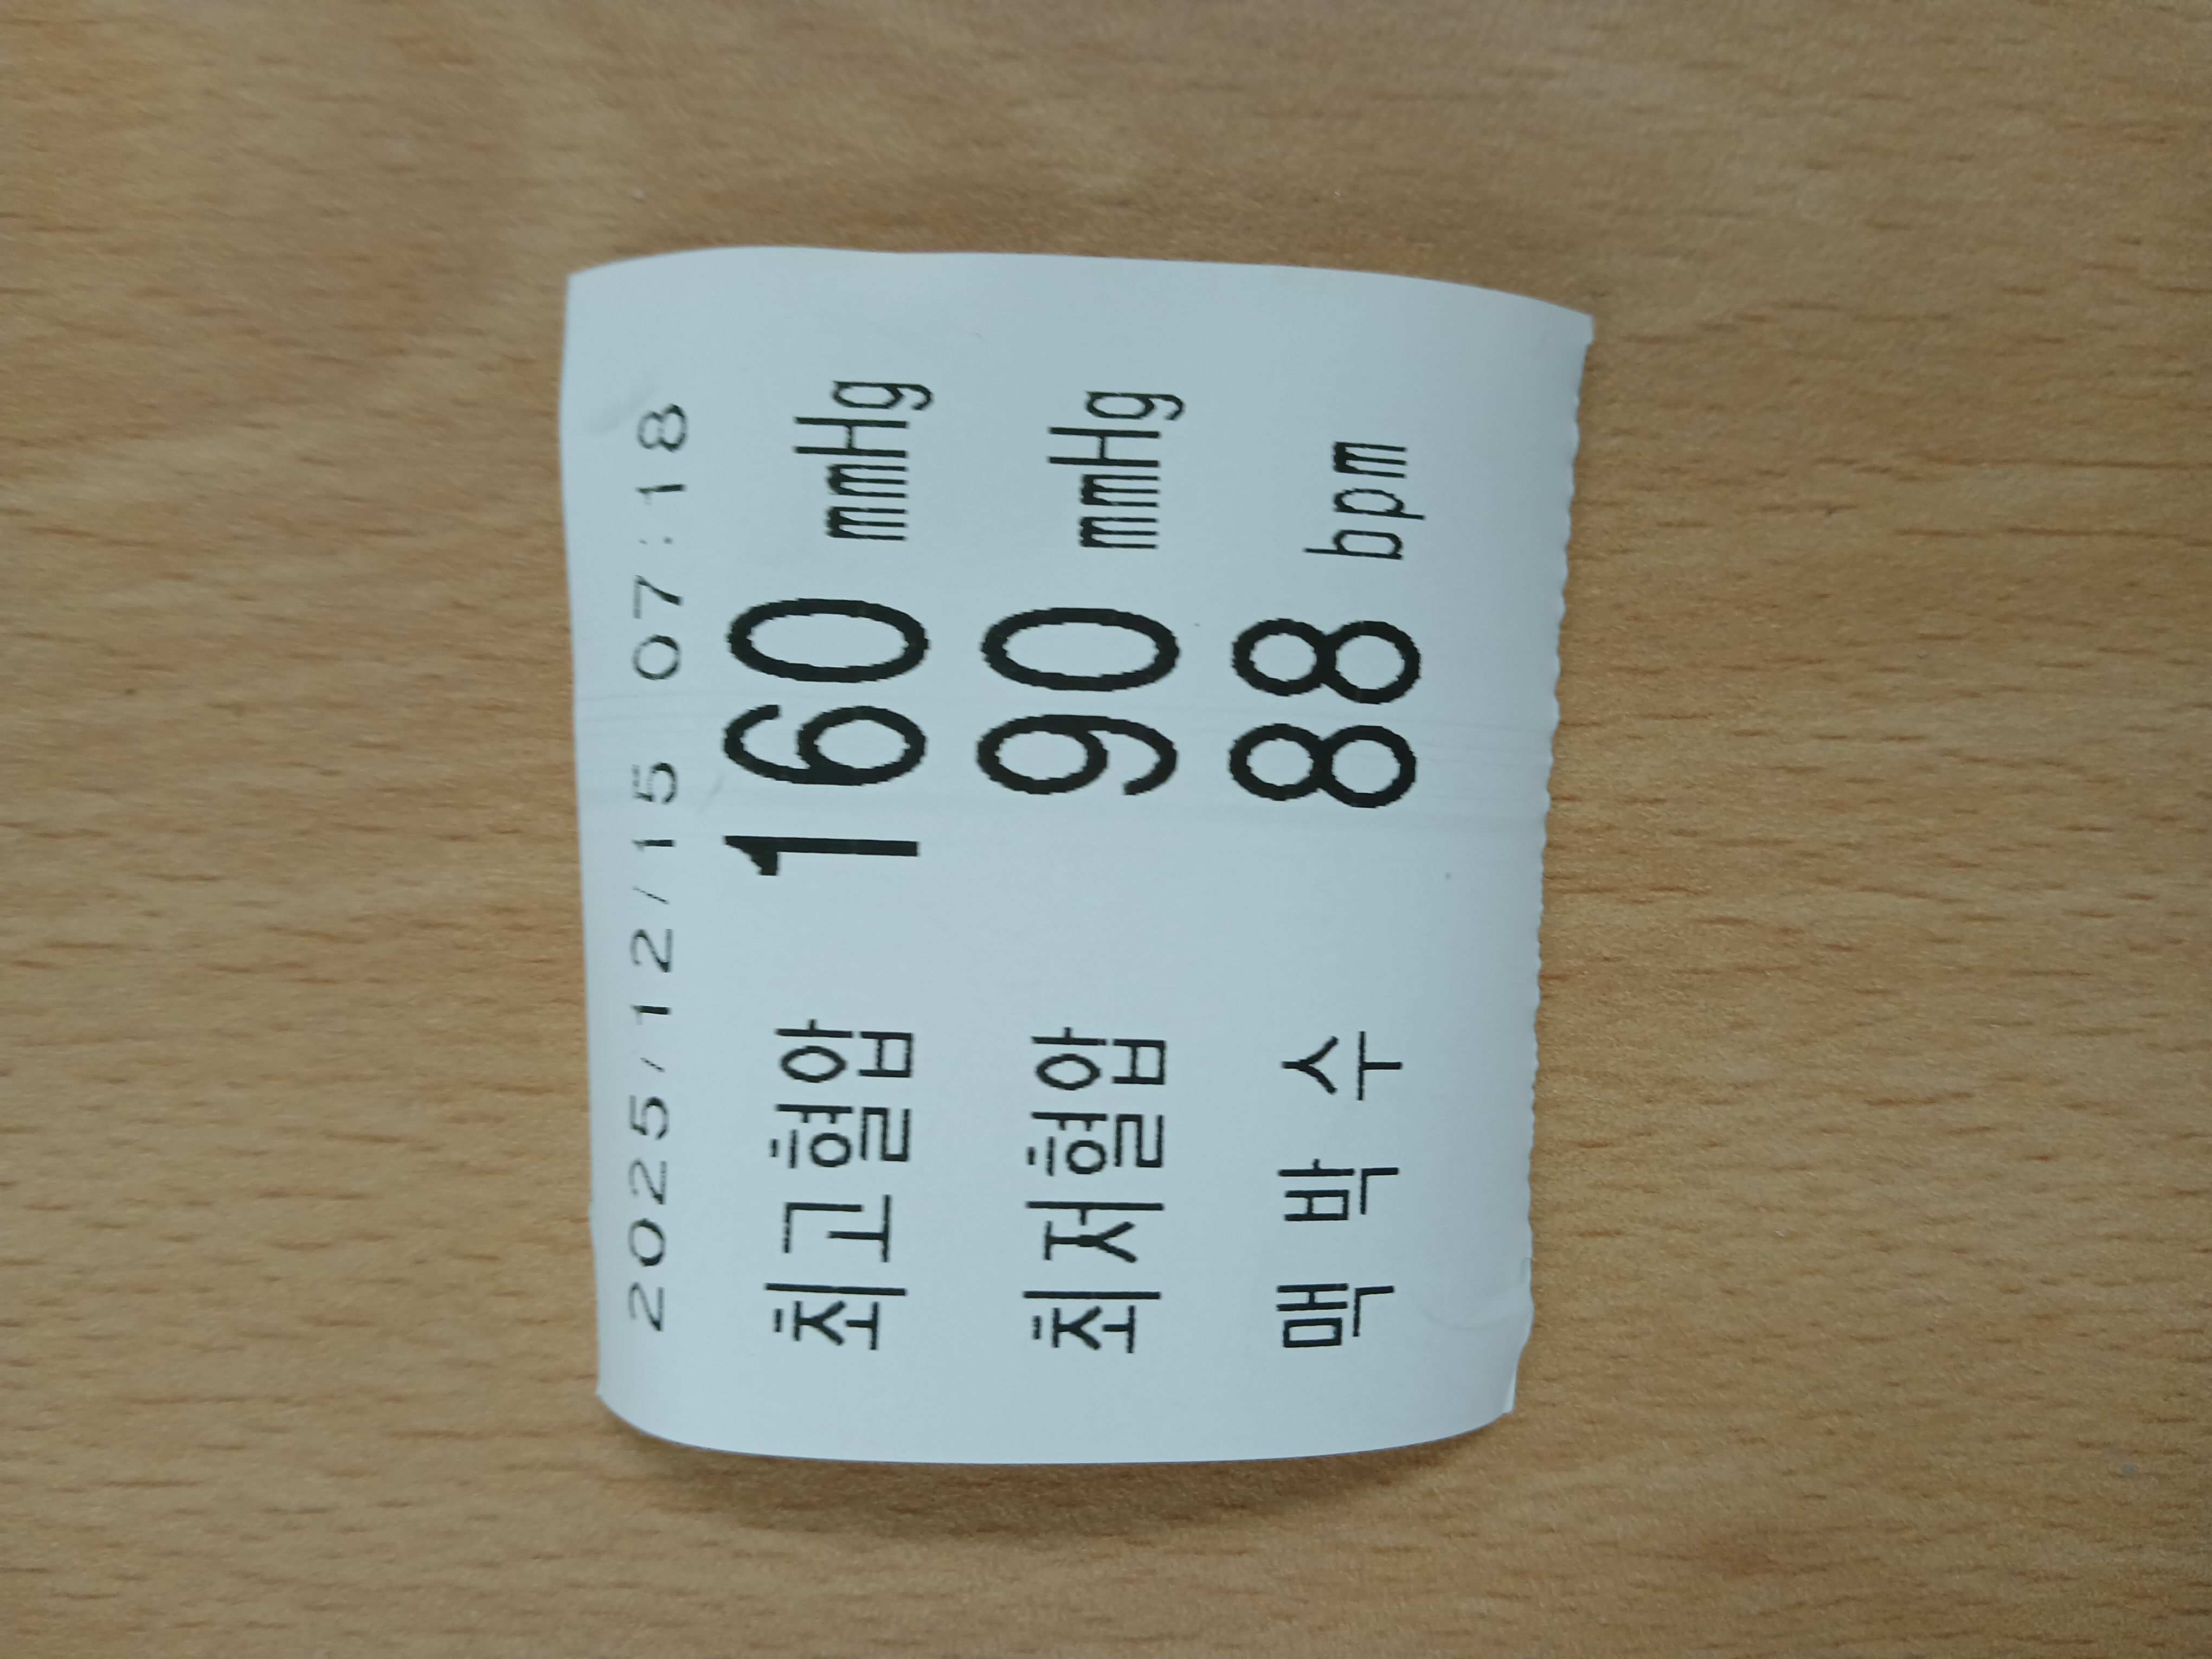 2025/12/15 07:18
최고혈압 160 mmHg
최저혈압 90 mmHg
맥 박 수 88 bpm